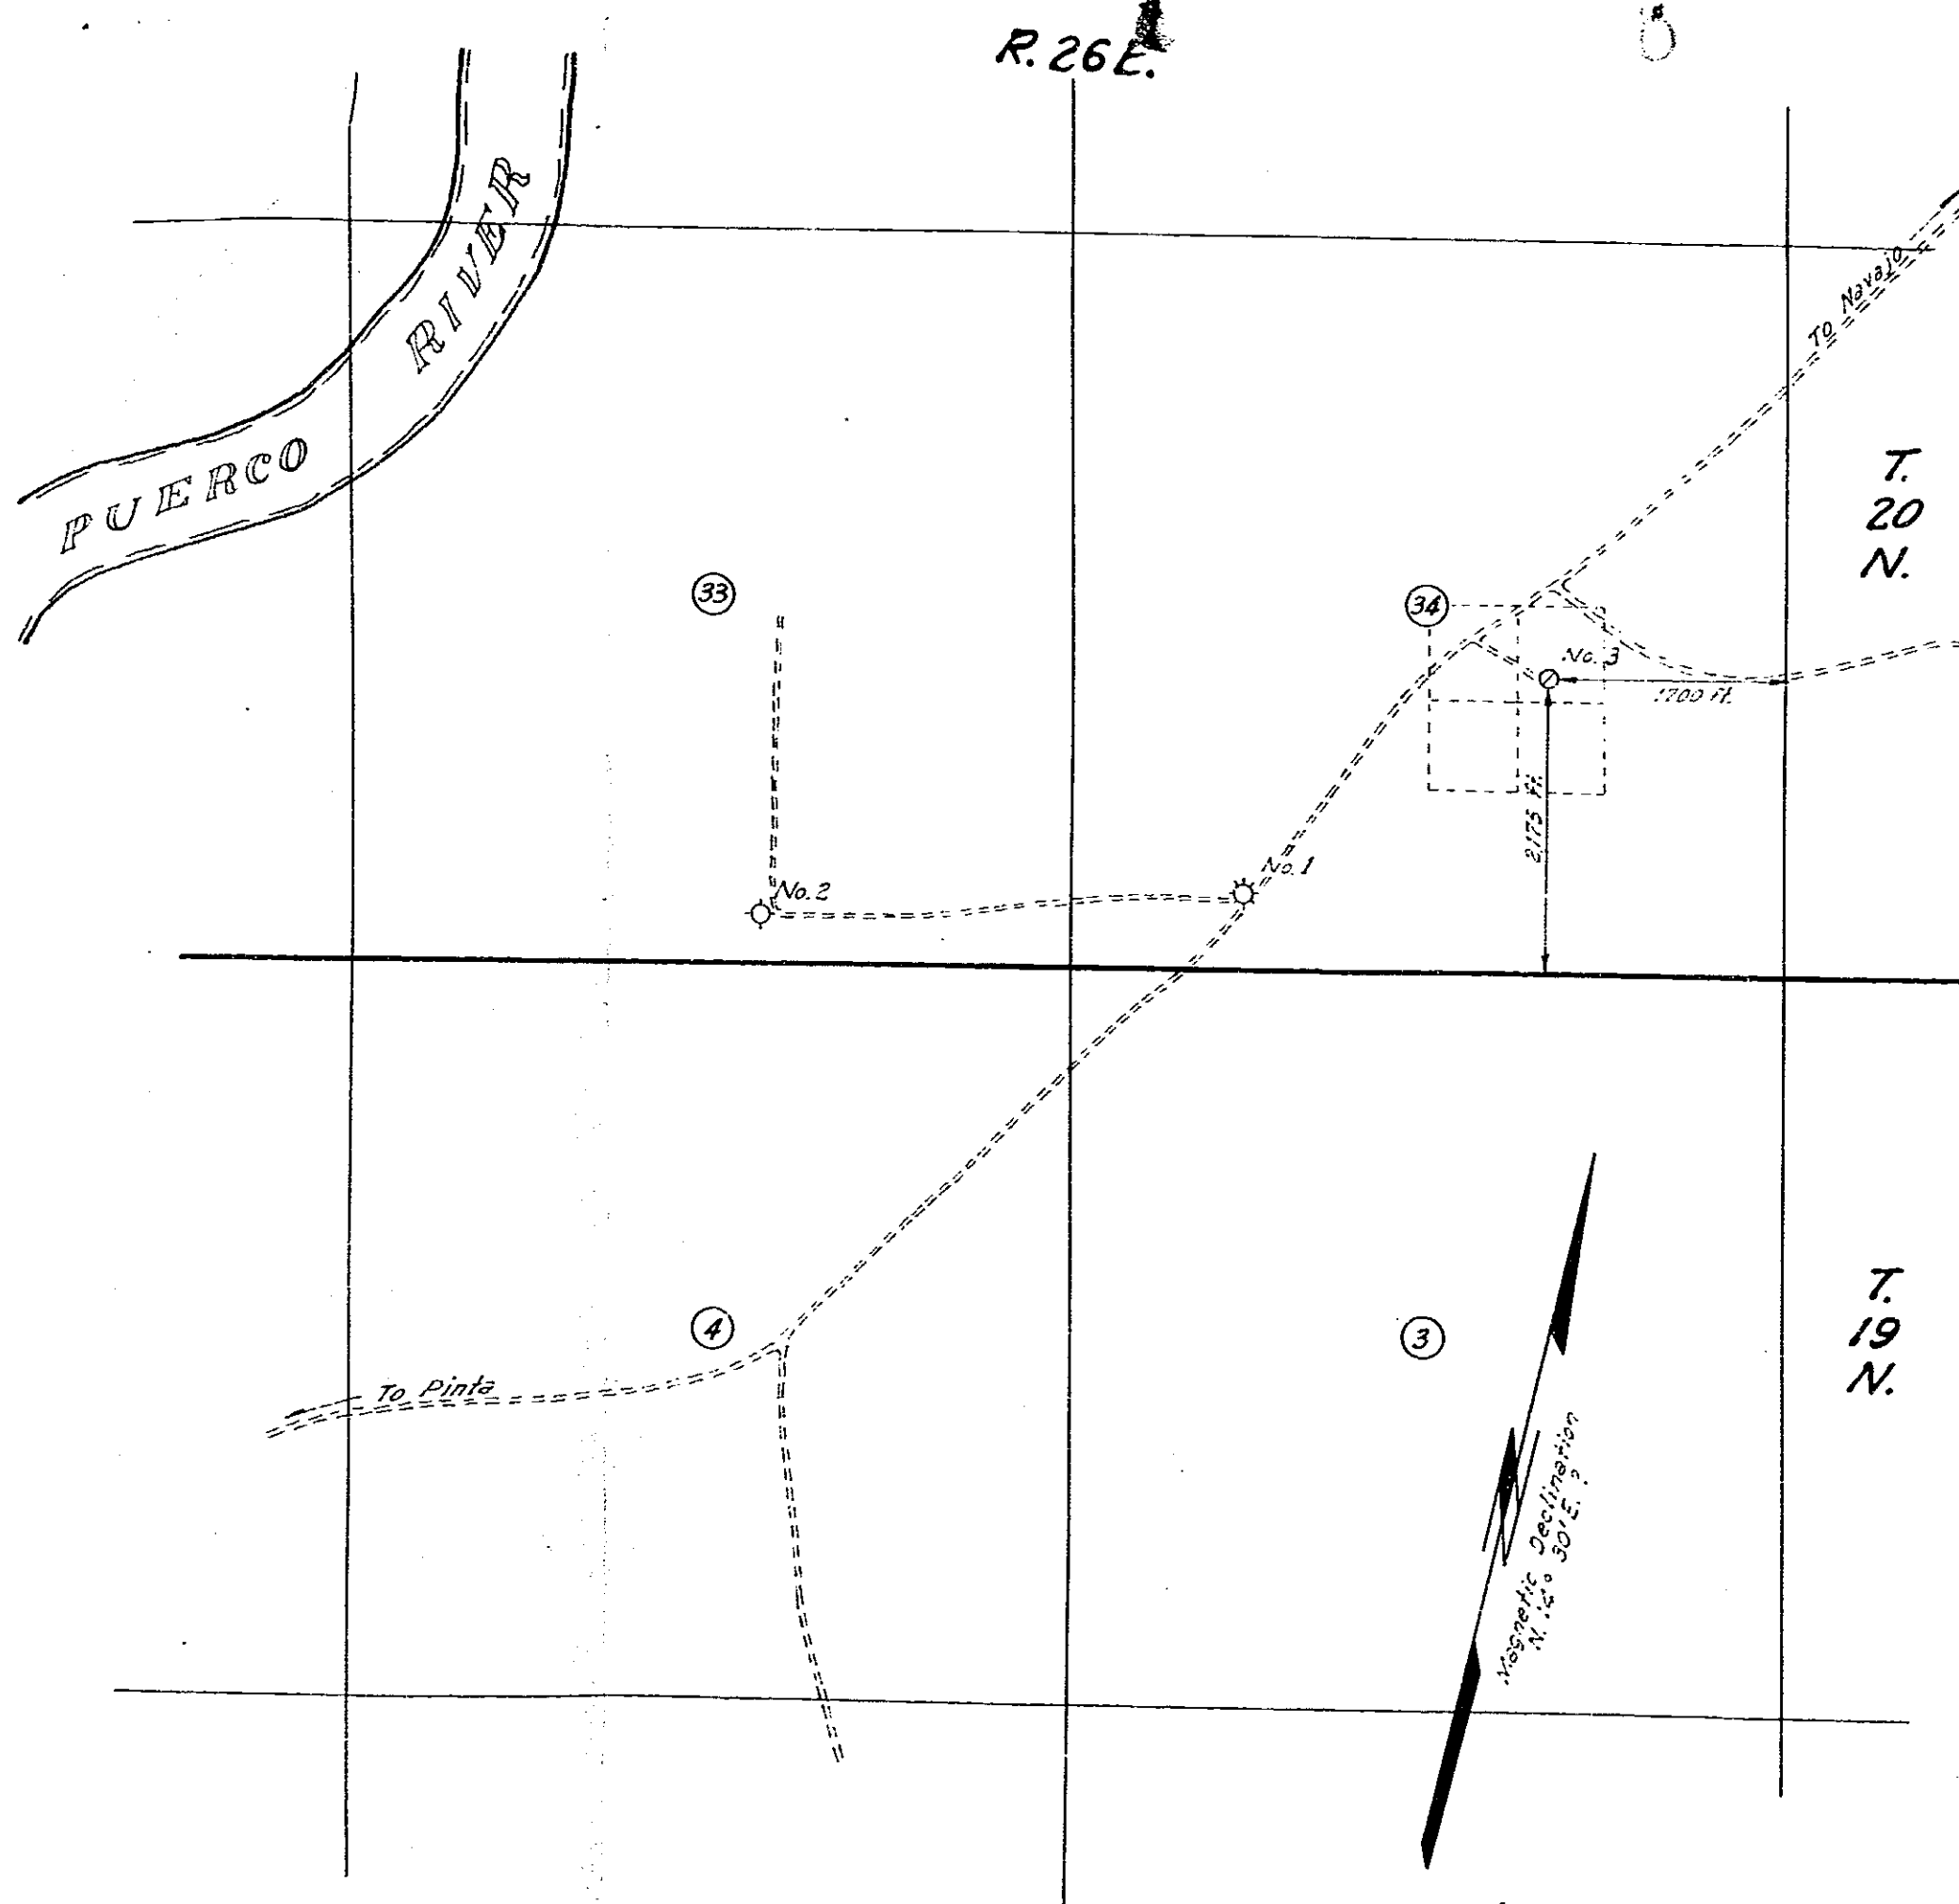 R. 26 E.
PUERCO RIVER
To Navajo
T.
20
N.
33
34
No. 3
1700 ft.
2175 Ft.
No. 1
No. 2
4
3
To Pinta
T.
19
N.
Magnetic Declination
N. 30' E. ?